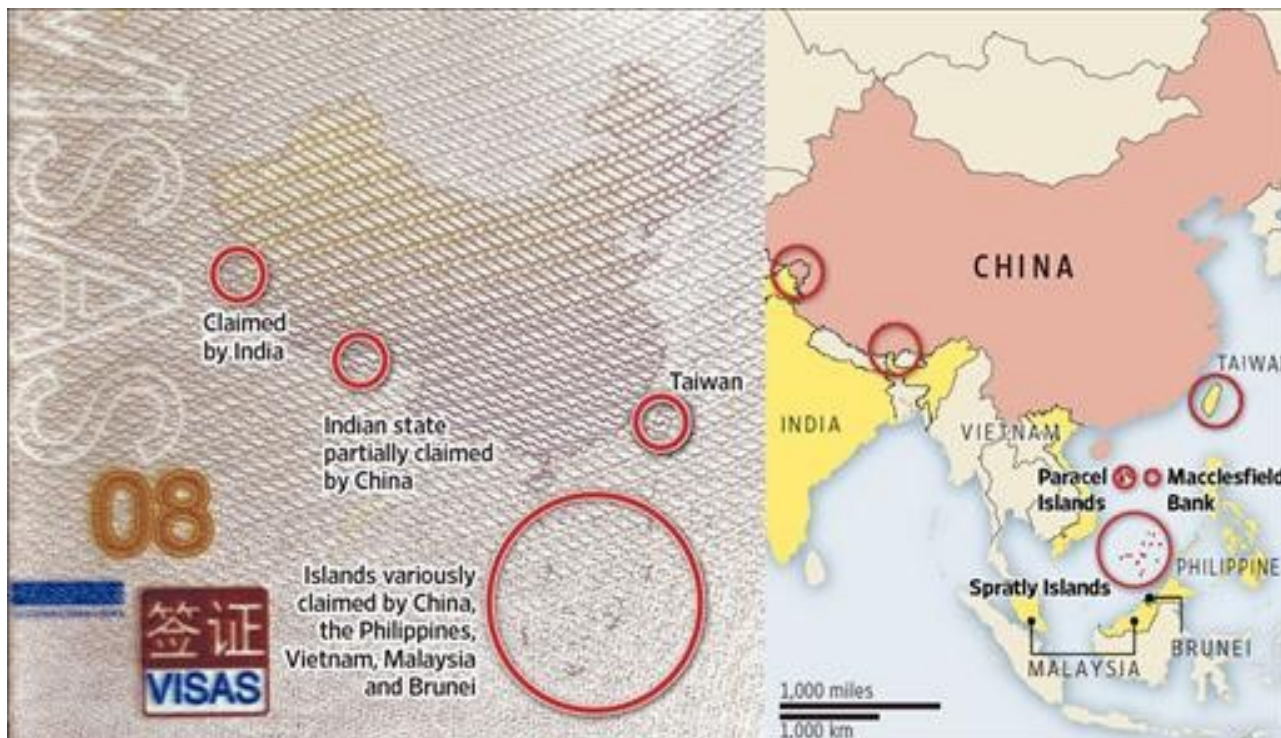 VISAS
Claimed
by India
Indian state
partially claimed
by China
Taiwan
08
签证
VISAS
Islands variously
claimed by China,
the Philippines,
Vietnam, Malaysia
and Brunei
CHINA
TAIWA
INDIA
VIETNAM
Paracel
Islands
Macclesfield
Bank
PHILIPPINE
Spratly Islands
BRUNEI
MALAYSIA
1,000 miles
1,000 km